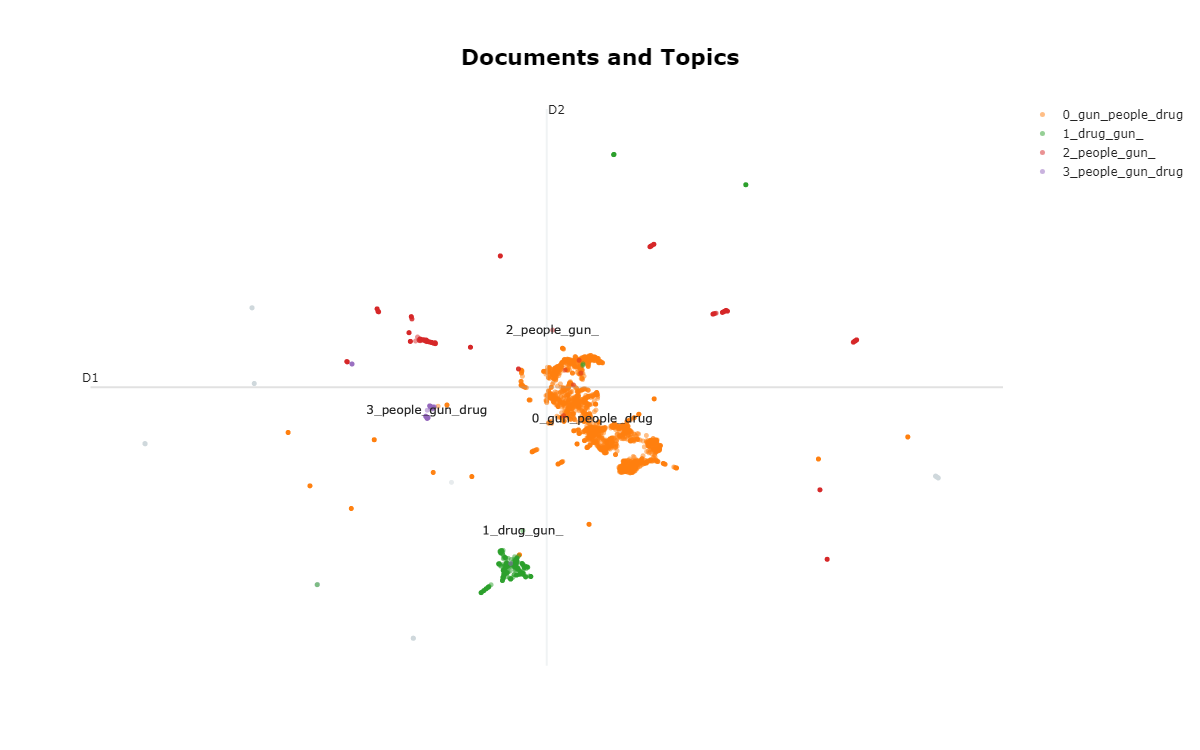 Documents and Topics
D2
0_gun_people_drug
1_drug_gun_
2_people_gun_
3_people_gun_drug
2_people_gun_
D1
3_people_gun_drug
0_gun_people_drug
1_drug_gun_